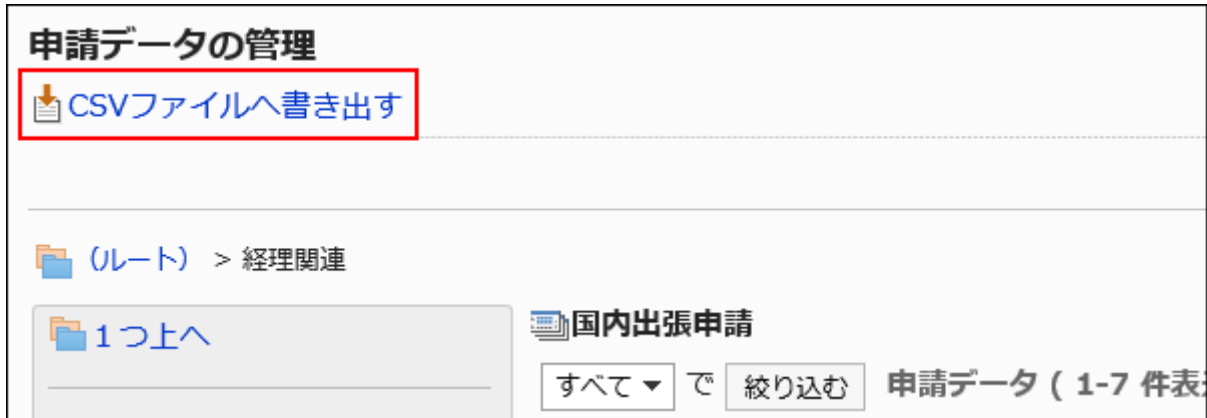 申請データの管理
CSVファイルへ書き出す
(ルート) > 経理関連
1つ上へ
国内出張申請
すべて で 絞り込む 申請データ ( 1-7 件表